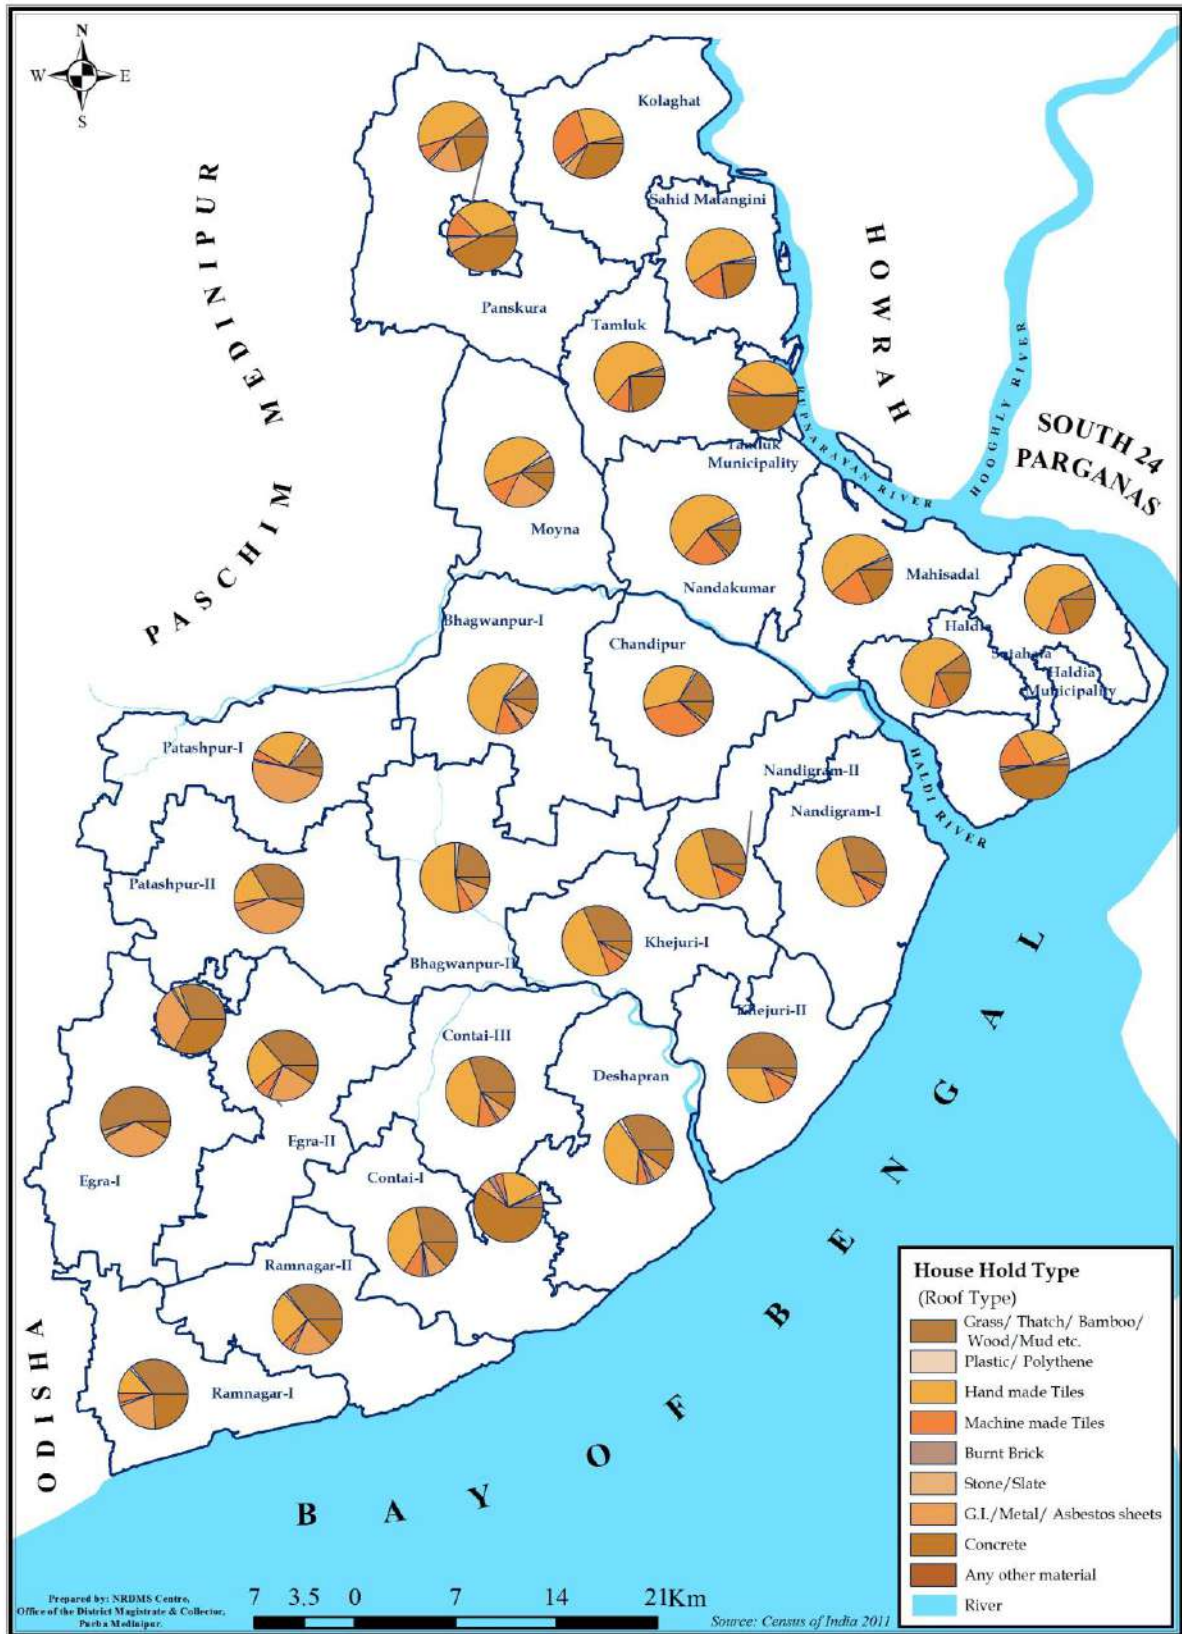 N
W E
S
Kolaghat
Sahid Matangini
Panskura
Tamluk
Tamluk
Municipality
Moyna
Nandakumar
Mahisadal
Haldia
Sutahata
Haldia
Municipality
Bhagwanpur-I
Chandipur
Patashpur-I
Nandigram-II
Nandigram-I
Patashpur-II
Bhagwanpur-II
Khejuri-I
Khejuri-II
Contai-III
Deshapran
Egra-II
Egra-I
Contai-I
Ramnagar-II
Ramnagar-I
PASCHIM MEDINIPUR
HOWRAH
SOUTH 24
PARGANAS
HOOGHLY RIVER
RUPNARAYAN RIVER
HALDI RIVER
ODISHA
BAY OF BENGAL
House Hold Type
(Roof Type)
Grass/ Thatch/ Bamboo/
Wood/Mud etc.
Plastic/ Polythene
Hand made Tiles
Machine made Tiles
Burnt Brick
Stone/Slate
G.I./Metal/ Asbestos sheets
Concrete
Any other material
River
7 3.5 0 7 14 21Km
Prepared by: NRDMS Centre,
Office of the District Magistrate & Collector,
Purba Medinipur.
Source: Census of India 2011